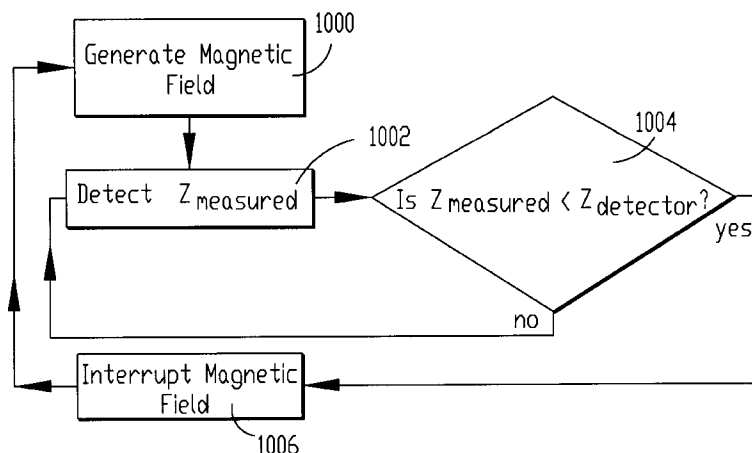 1000
Generate Magnetic
Field
1002
Detect Zmeasured
1004
Is Zmeasured < Zdetector?
yes
no
Interrupt Magnetic
Field
1006